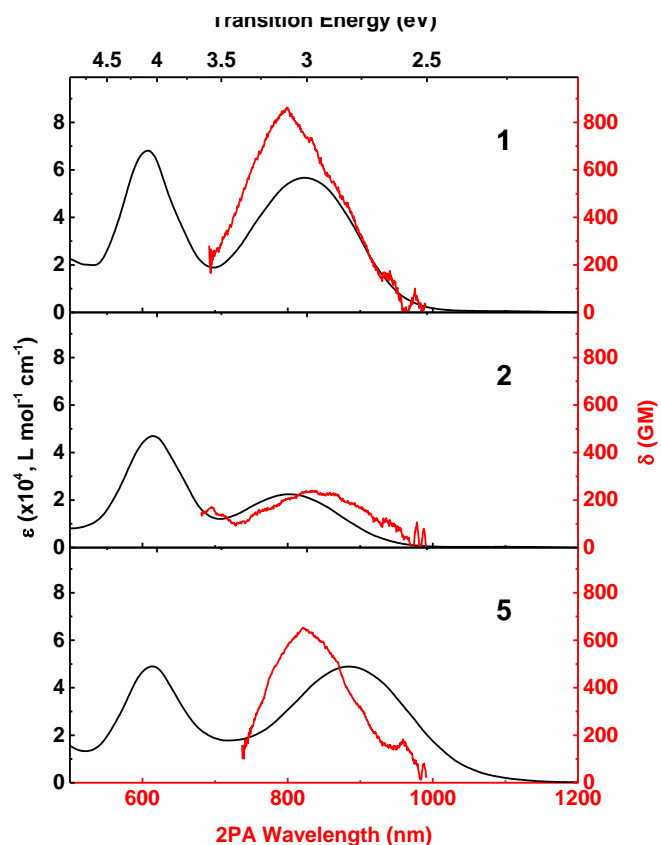 Transition Energy (eV)
4.5 4 3.5 3 2.5
8 6 4 2 0
1
800 600 400 200 0
8 6 4 2 0
2
800 600 400 200 0
8 6 4 2 0
5
800 600 400 200 0
ε (x10⁴, L mol⁻¹ cm⁻¹)
δ (GM)
600 800 1000 1200
2PA Wavelength (nm)